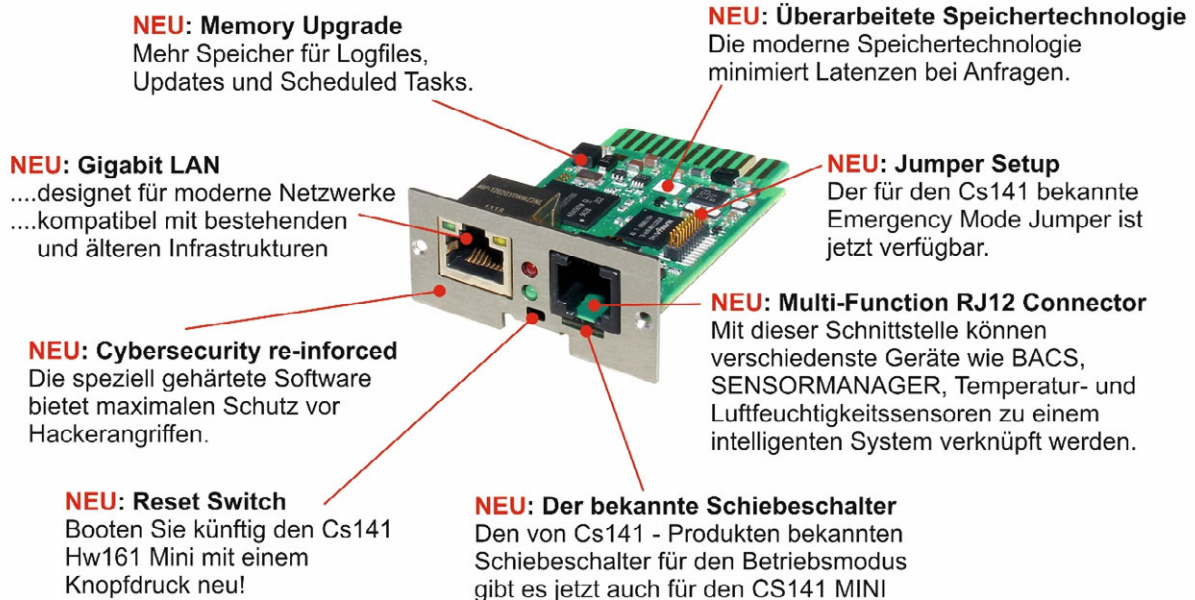 NEU: Memory Upgrade
Mehr Speicher für Logfiles,
Updates und Scheduled Tasks.
NEU: Überarbeitete Speichertechnologie
Die moderne Speichertechnologie
minimiert Latenzen bei Anfragen.
NEU: Gigabit LAN
....designet für moderne Netzwerke
....kompatibel mit bestehenden
und älteren Infrastrukturen
NEU: Jumper Setup
Der für den Cs141 bekannte
Emergency Mode Jumper ist
jetzt verfügbar.
NEU: Multi-Function RJ12 Connector
Mit dieser Schnittstelle können
verschiedenste Geräte wie BACS,
SENSORMANAGER, Temperatur- und
Luftfeuchtigkeitssensoren zu einem
intelligenten System verknüpft werden.
NEU: Cybersecurity re-inforced
Die speziell gehärtete Software
bietet maximalen Schutz vor
Hackerangriffen.
NEU: Reset Switch
Booten Sie künftig den Cs141
Hw161 Mini mit einem
Knopfdruck neu!
NEU: Der bekannte Schiebeschalter
Den von Cs141 - Produkten bekannten
Schiebeschalter für den Betriebsmodus
gibt es jetzt auch für den CS141 MINI